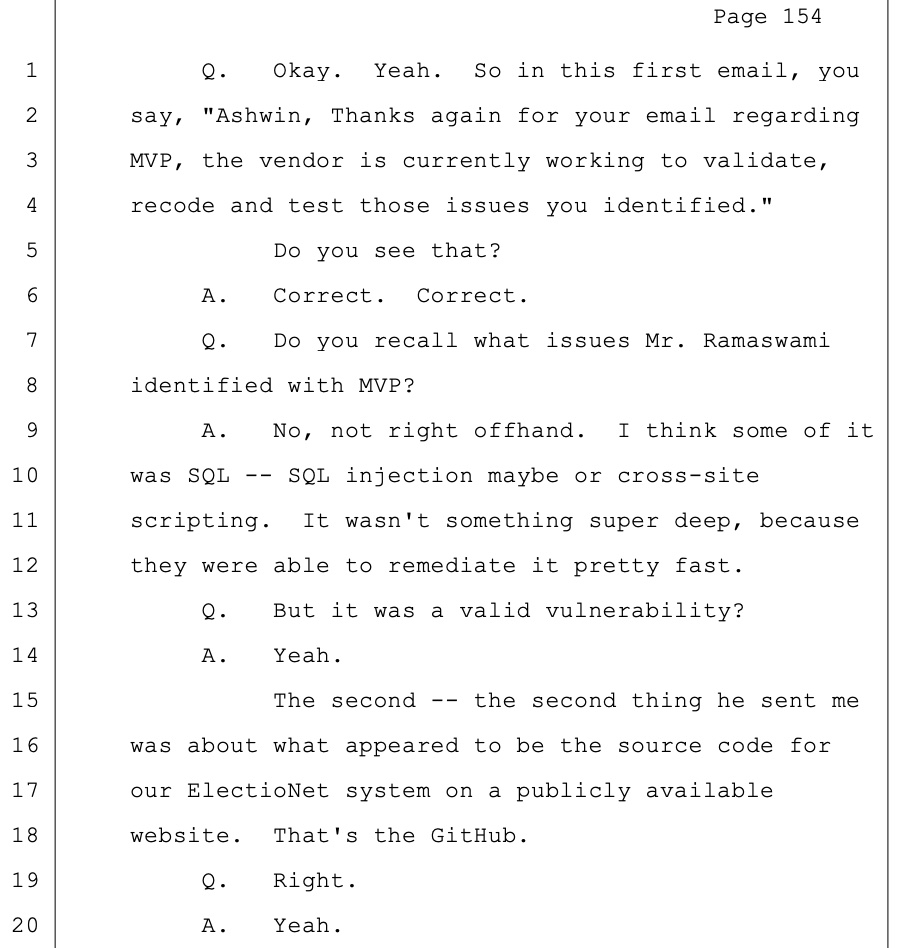 Page 154
1 Q. Okay. Yeah. So in this first email, you
2 say, "Ashwin, Thanks again for your email regarding
3 MVP, the vendor is currently working to validate,
4 recode and test those issues you identified."
5 Do you see that?
6 A. Correct. Correct.
7 Q. Do you recall what issues Mr. Ramaswami
8 identified with MVP?
9 A. No, not right offhand. I think some of it
10 was SQL -- SQL injection maybe or cross-site
11 scripting. It wasn't something super deep, because
12 they were able to remediate it pretty fast.
13 Q. But it was a valid vulnerability?
14 A. Yeah.
15 The second -- the second thing he sent me
16 was about what appeared to be the source code for
17 our ElectioNet system on a publicly available
18 website. That's the GitHub.
19 Q. Right.
20 A. Yeah.